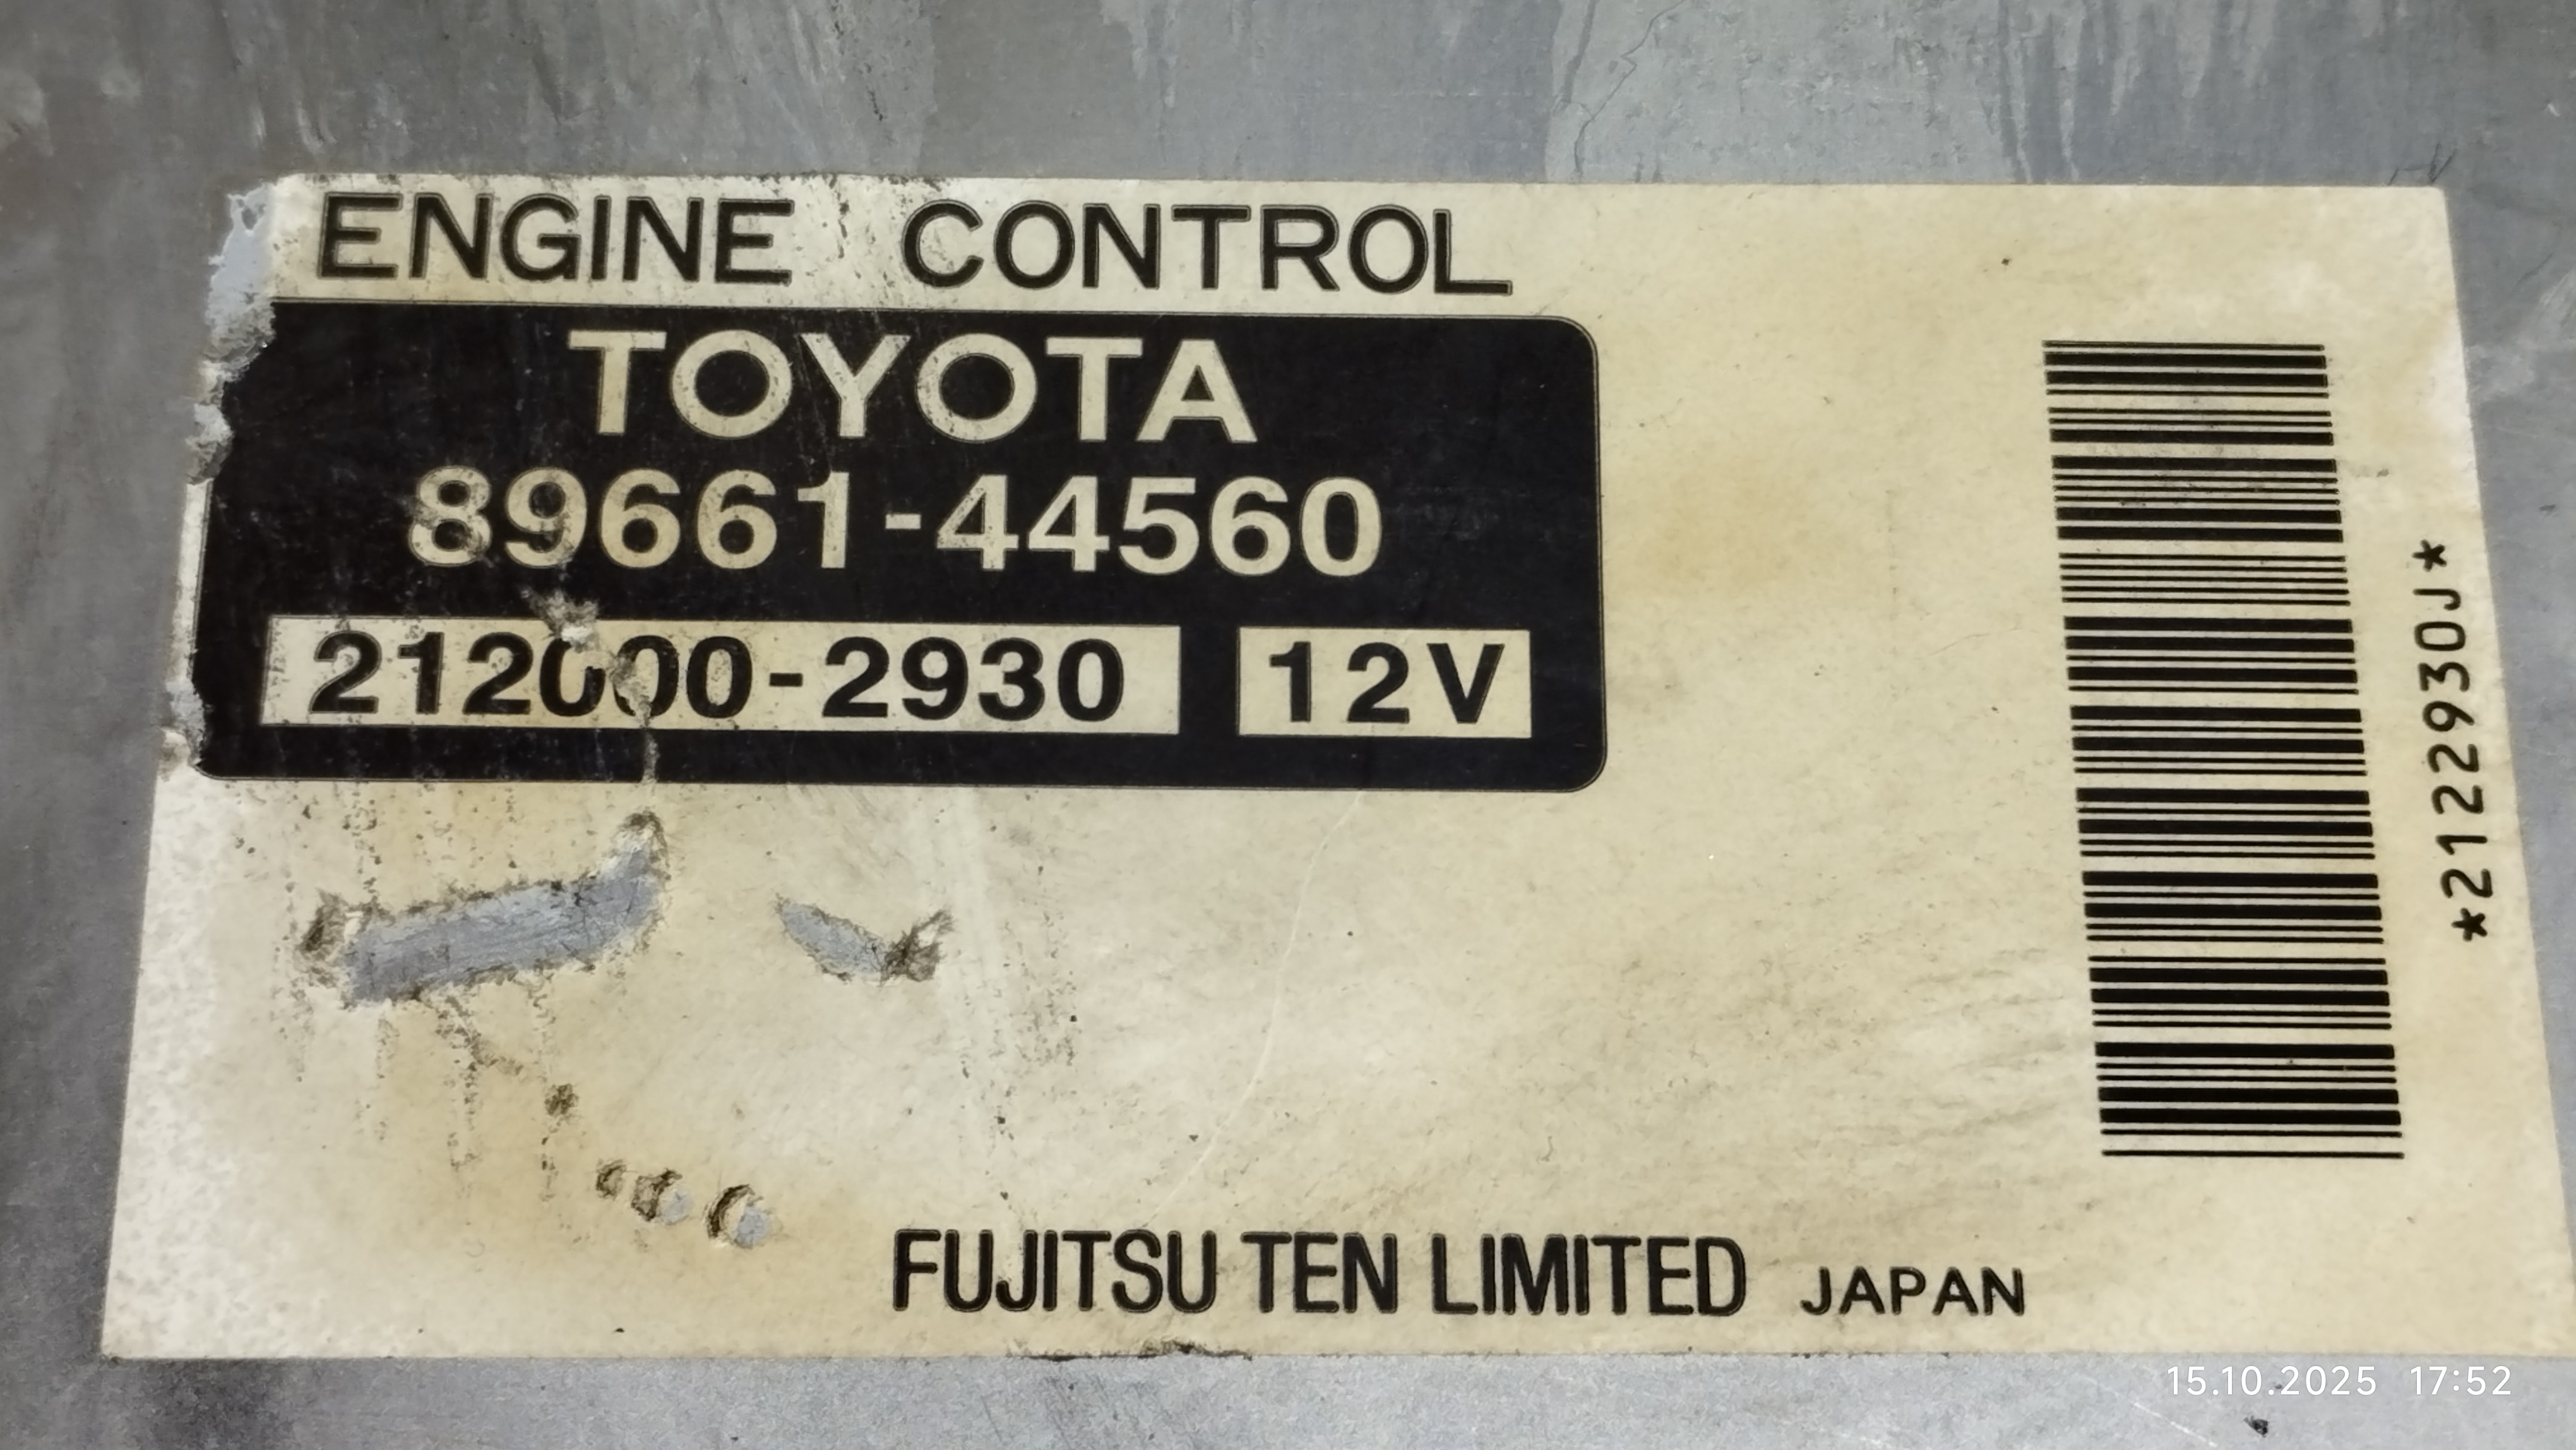 ENGINE CONTROL
TOYOTA
89661-44560
212000-2930 12V
*2122930J*
FUJITSU TEN LIMITED JAPAN
15.10.2025 17:52